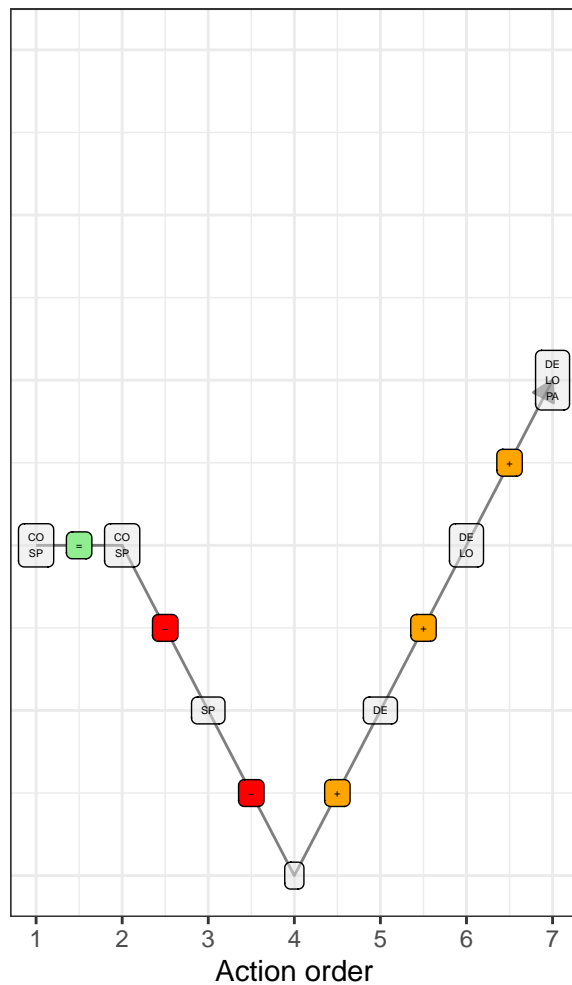 DE
LO
PA
+
CO
SP
=
CO
SP
DE
LO
−
+
SP
DE
−
+
1 2 3 4 5 6 7
Action order